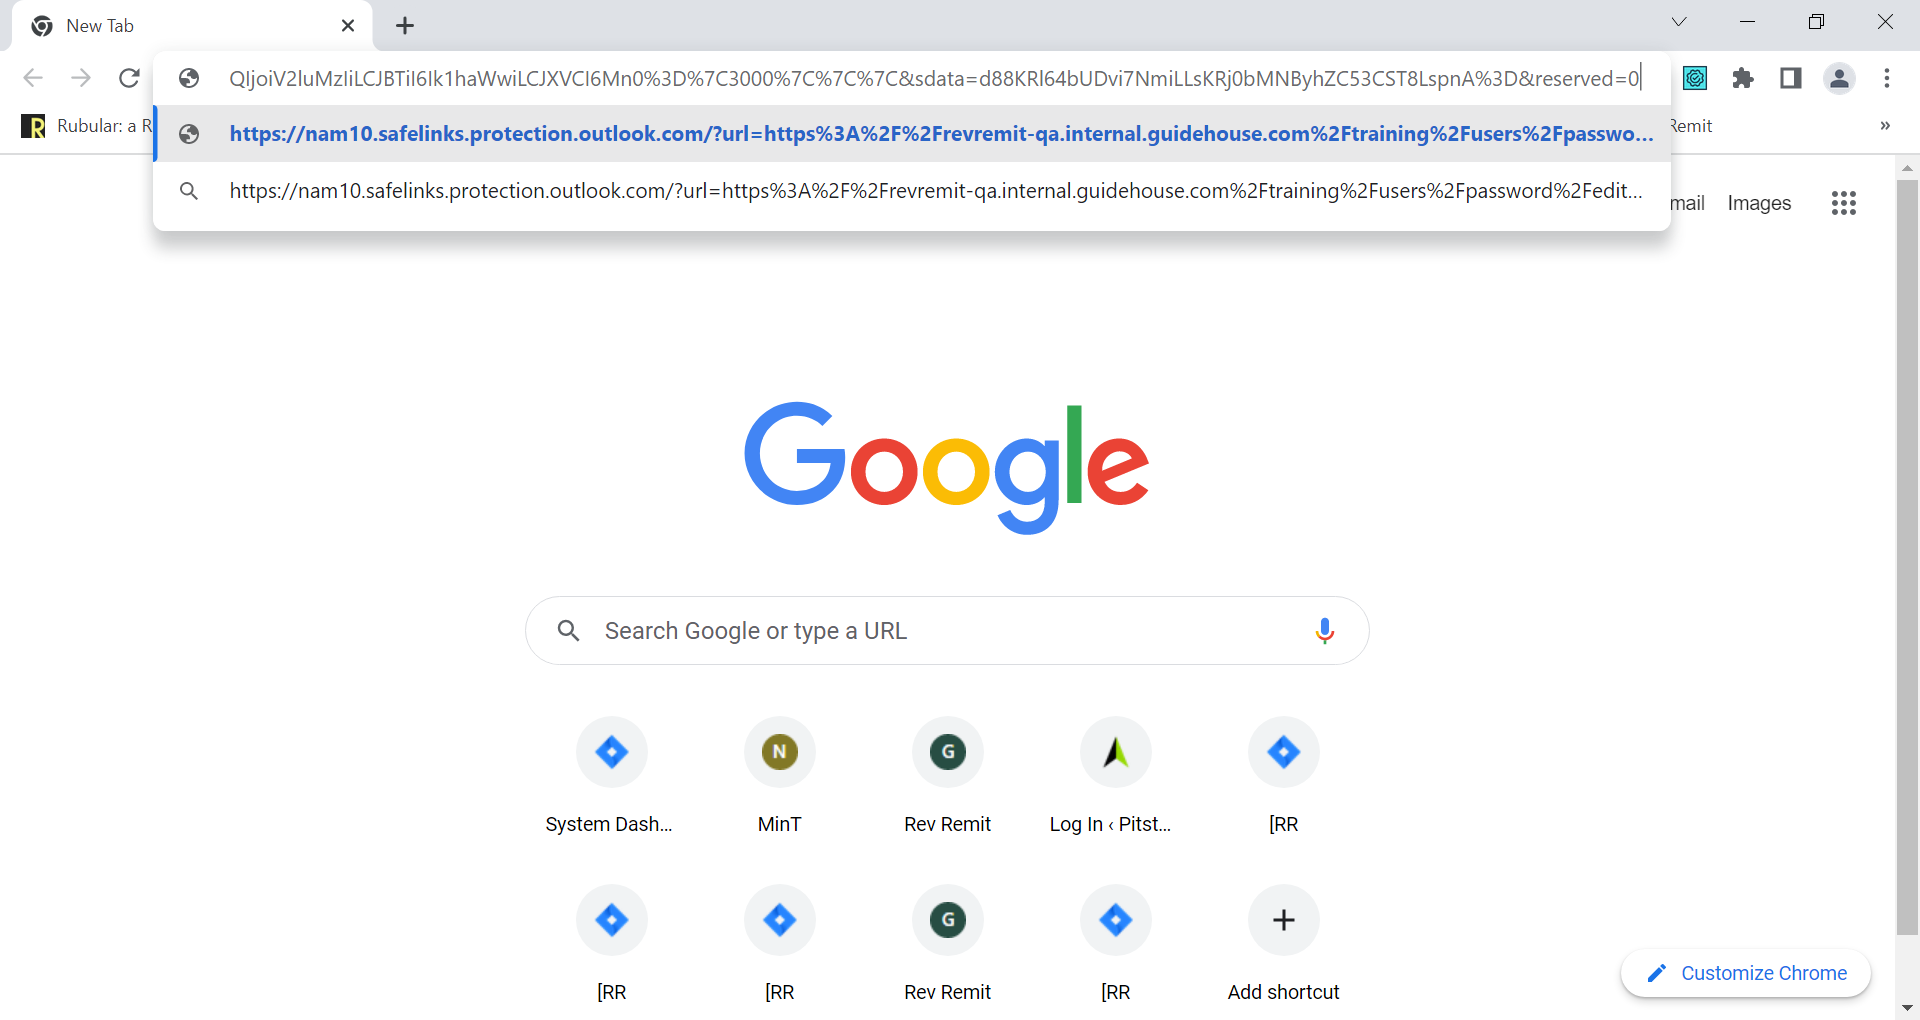 New Tab
QIjoiV2luMzIiLCJBTiI6Ik1haWwiLCJXVCI6Mn0%3D%7C3000%7C%7C%7C&sdata=d88KRl64bUDvi7NmiLLsKRj0bMNByhZC53CST8LspnA%3D&reserved=0
Rubular: a R
https://nam10.safelinks.protection.outlook.com/?url=https%3A%2F%2Frevremit-qa.internal.guidehouse.com%2Ftraining%2Fusers%2Fpasswo...
Remit
»
https://nam10.safelinks.protection.outlook.com/?url=https%3A%2F%2Frevremit-qa.internal.guidehouse.com%2Ftraining%2Fusers%2Fpassword%2Fedit...
mail Images
Google
Search Google or type a URL
N G
System Dash... MinT Rev Remit Log In ‹ Pitst... [RR
G
[RR [RR Rev Remit [RR Add shortcut
Customize Chrome